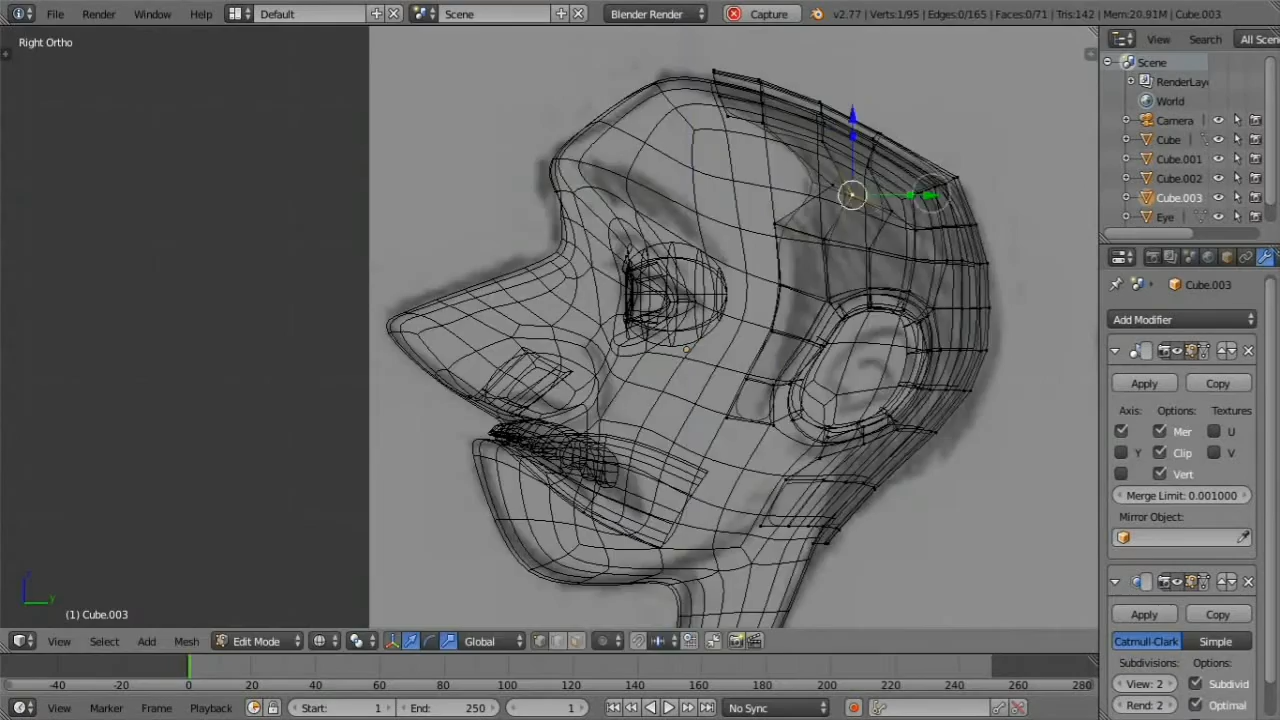 File Render Window Help Default Scene Blender Render Capture v2.77 | Verts:1/95 | Edges:0/165 | Faces:0/71 | Tris:142 | Mem:20.91M | Cube.003
Right Ortho
View Search All Scen
Scene
RenderLay
World
Camera
Cube
Cube.001
Cube.002
Cube.003
Eye
Cube.003
Add Modifier
Apply Copy
Axis: Options: Textures
Mer U
Y Clip V
Vert
Merge Limit: 0.001000
Mirror Object:
Apply Copy
Catmull-Clark Simple
Subdivisions: Options:
View: 2 Subdivid
Rend: 2 Optimal
z
y
(1) Cube.003
View Select Add Mesh Edit Mode Global
-40 -20 0 20 40 60 80 100 120 140 160 180 200 220 240 260 280
View Marker Frame Playback Start: 1 End: 250 1 No Sync